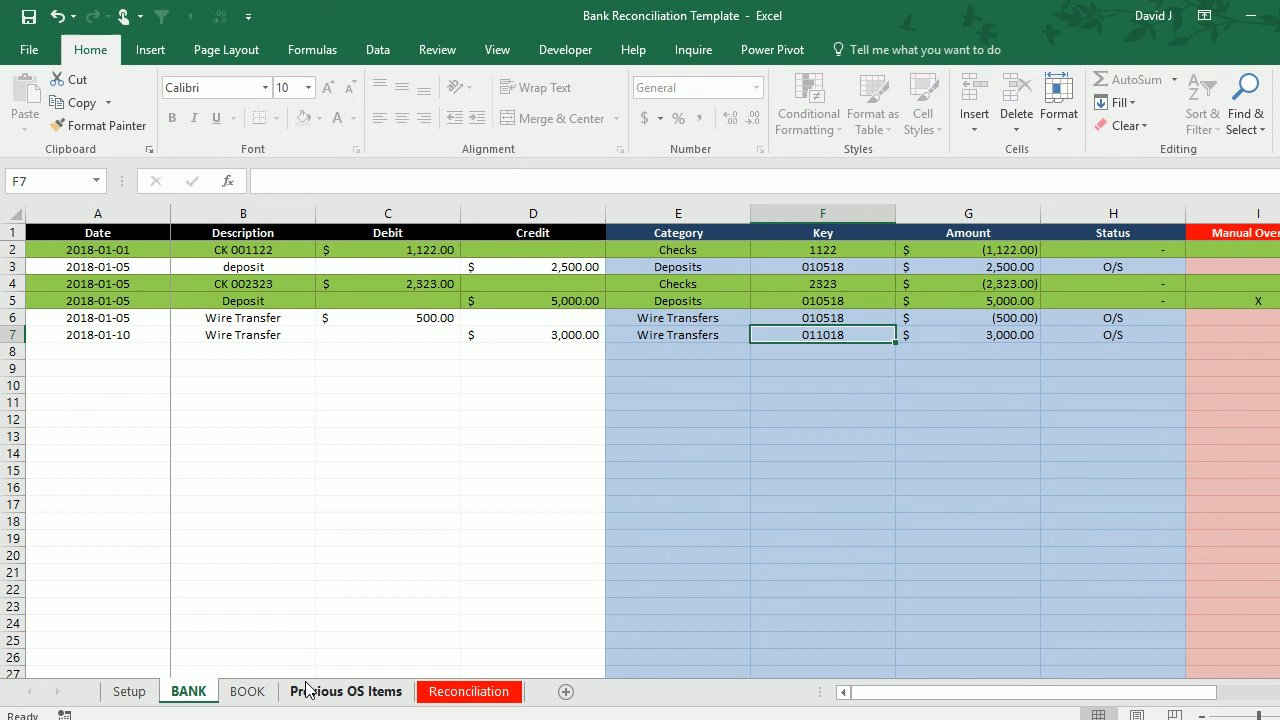 Bank Reconciliation Template - Excel
David J
File Home Insert Page Layout Formulas Data Review View Developer Help Inquire Power Pivot Tell me what you want to do
Paste
Cut
Copy
Format Painter
Clipboard
Calibri 10
B I U
Font
Wrap Text
Merge & Center
Alignment
General
$ % ,
Number
Conditional Formatting
Format as Table
Cell Styles
Styles
Insert
Delete
Format
Cells
AutoSum
Fill
Clear
Sort & Filter
Find & Select
Editing
F7 fx
A B C D E F G H I
1 Date Description Debit Credit Category Key Amount Status Manual Over
2 2018-01-01 CK 001122 $ 1,122.00 Checks 1122 $ (1,122.00) -
3 2018-01-05 deposit $ 2,500.00 Deposits 010518 $ 2,500.00 O/S
4 2018-01-05 CK 002323 $ 2,323.00 Checks 2323 $ (2,323.00) -
5 2018-01-05 Deposit $ 5,000.00 Deposits 010518 $ 5,000.00 - X
6 2018-01-05 Wire Transfer $ 500.00 Wire Transfers 010518 $ (500.00) O/S
7 2018-01-10 Wire Transfer $ 3,000.00 Wire Transfers 011018 $ 3,000.00 O/S
8
9
10
11
12
13
14
15
16
17
18
19
20
21
22
23
24
25
26
27
Setup BANK BOOK Previous OS Items Reconciliation
Ready